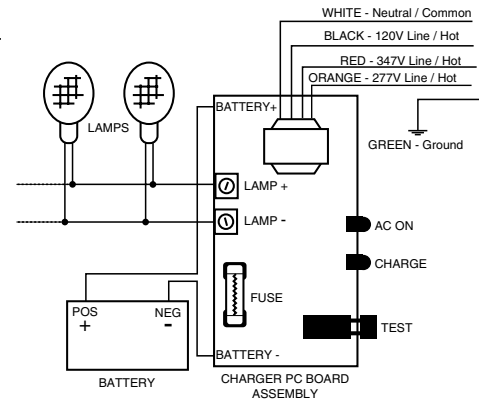 WHITE - Neutral / Common
BLACK - 120V Line / Hot
RED - 347V Line / Hot
ORANGE - 277V Line / Hot
BATTERY+
LAMPS
GREEN - Ground
LAMP +
LAMP -
AC ON
CHARGE
FUSE
POS
+
NEG
-
TEST
BATTERY -
BATTERY
CHARGER PC BOARD
ASSEMBLY